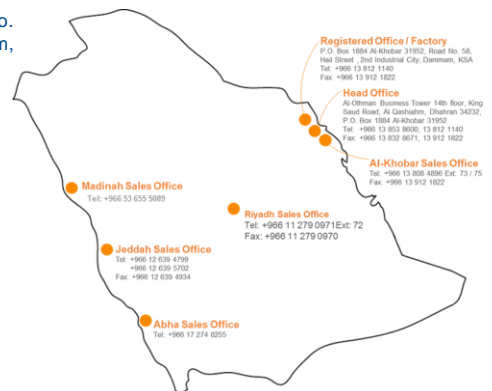 o.
m,
Registered Office / Factory
P.O. Box 1884 Al-Khobar 31952, Road No. 58,
Hail Street , 2nd Industrial City, Dammam, KSA
Tel: +966 13 812 1140
Fax: +966 13 912 1822
Head Office
Al-Othman Business Tower 14th floor, King
Saud Road, Al Qashiahm, Dhahran 34232,
P.O. Box 1884 Al-Khobar 31952
Tel: +966 13 853 8600, 13 812 1140
Fax: +966 13 832 8671, 13 912 1822
Al-Khobar Sales Office
Tel: +966 13 808 4896 Ext: 73 / 75
Fax: +966 13 912 1822
Madinah Sales Office
Tel: +966 53 655 5089
Riyadh Sales Office
Tel: +966 11 279 0971Ext: 72
Fax: +966 11 279 0970
Jeddah Sales Office
Tel: +966 12 639 4799
+966 12 639 5702
Fax: +966 12 639 4934
Abha Sales Office
Tel: +966 17 274 8255